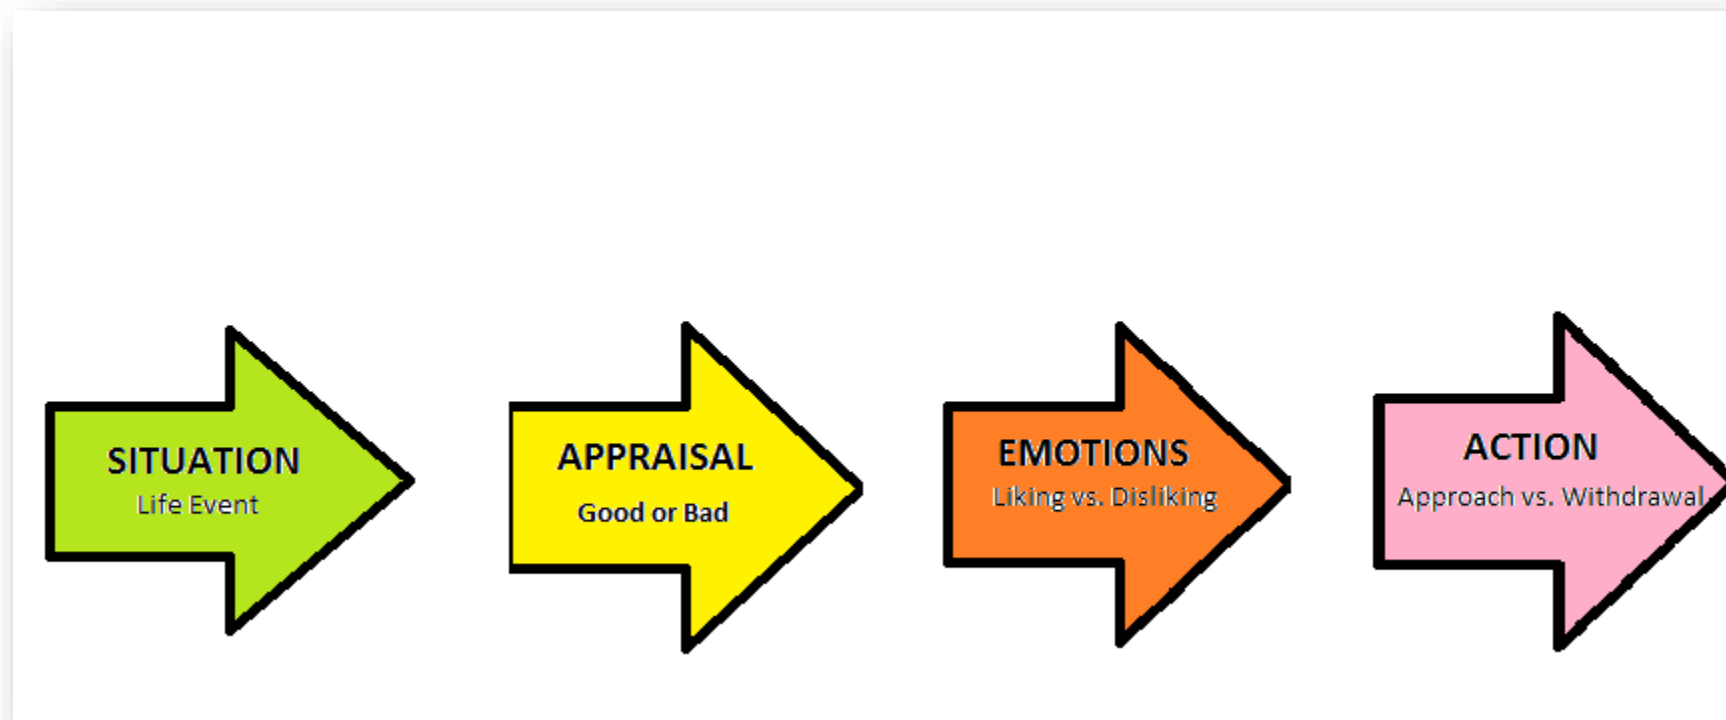 SITUATION
Life Event
APPRAISAL
Good or Bad
EMOTIONS
Liking vs. Disliking
ACTION
Approach vs. Withdrawal